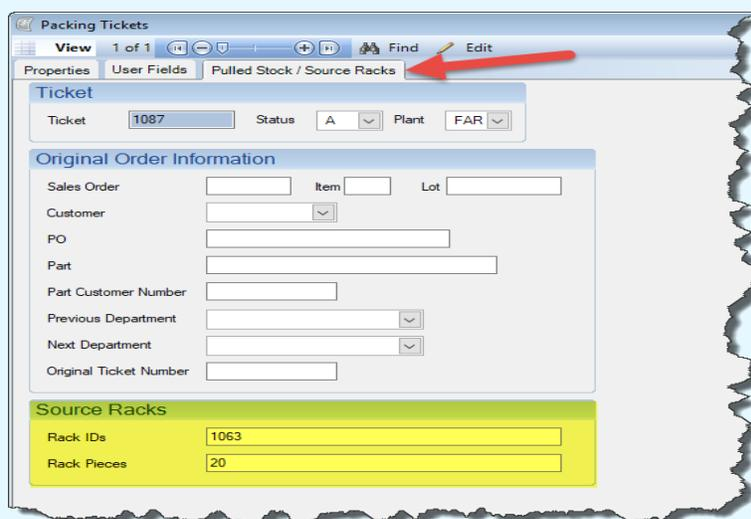 Packing Tickets
View 1 of 1 Find Edit
Properties User Fields Pulled Stock / Source Racks
Ticket
Ticket 1087 Status A Plant FAR
Original Order Information
Sales Order Item Lot
Customer
PO
Part
Part Customer Number
Previous Department
Next Department
Original Ticket Number
Source Racks
Rack IDs 1063
Rack Pieces 20